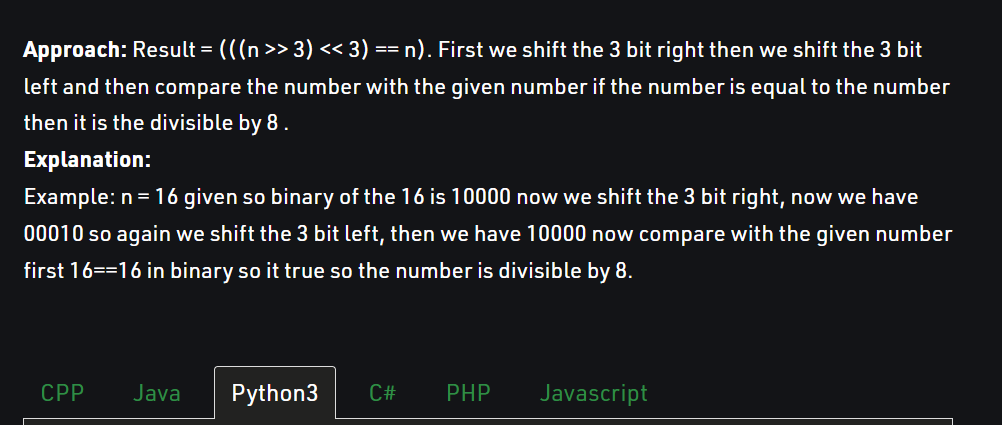 Approach: Result = (((n >> 3) << 3) == n). First we shift the 3 bit right then we shift the 3 bit
left and then compare the number with the given number if the number is equal to the number
then it is the divisible by 8 .
Explanation:
Example: n = 16 given so binary of the 16 is 10000 now we shift the 3 bit right, now we have
00010 so again we shift the 3 bit left, then we have 10000 now compare with the given number
first 16==16 in binary so it true so the number is divisible by 8.
CPP Java Python3 C# PHP Javascript